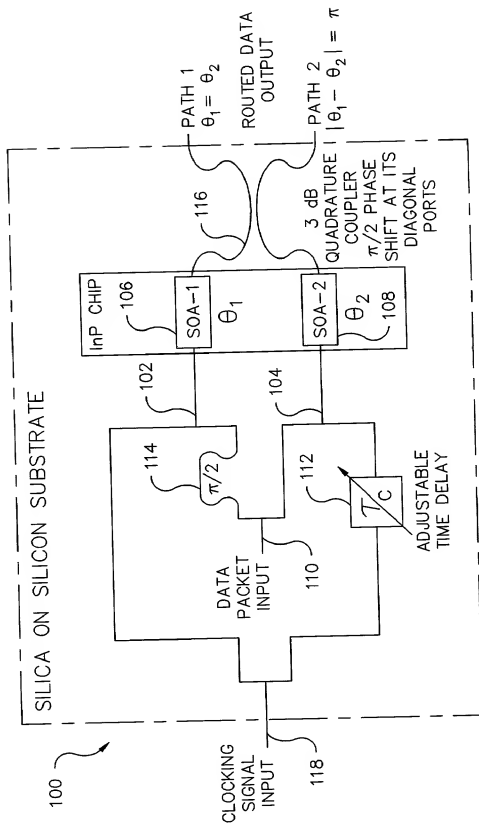 SILICA ON SILICON SUBSTRATE
100
CLOCKING
SIGNAL
INPUT
118
DATA
PACKET
INPUT
110
114
π/2
112
τC
ADJUSTABLE
TIME DELAY
102
104
InP CHIP
106
SOA-1
θ1
SOA-2
θ2
108
116
3 dB
QUADRATURE
COUPLER
π/2 PHASE
SHIFT AT ITS
DIAGONAL
PORTS
PATH 1
θ1 = θ2
ROUTED DATA
OUTPUT
PATH 2
|θ1 - θ2| = π